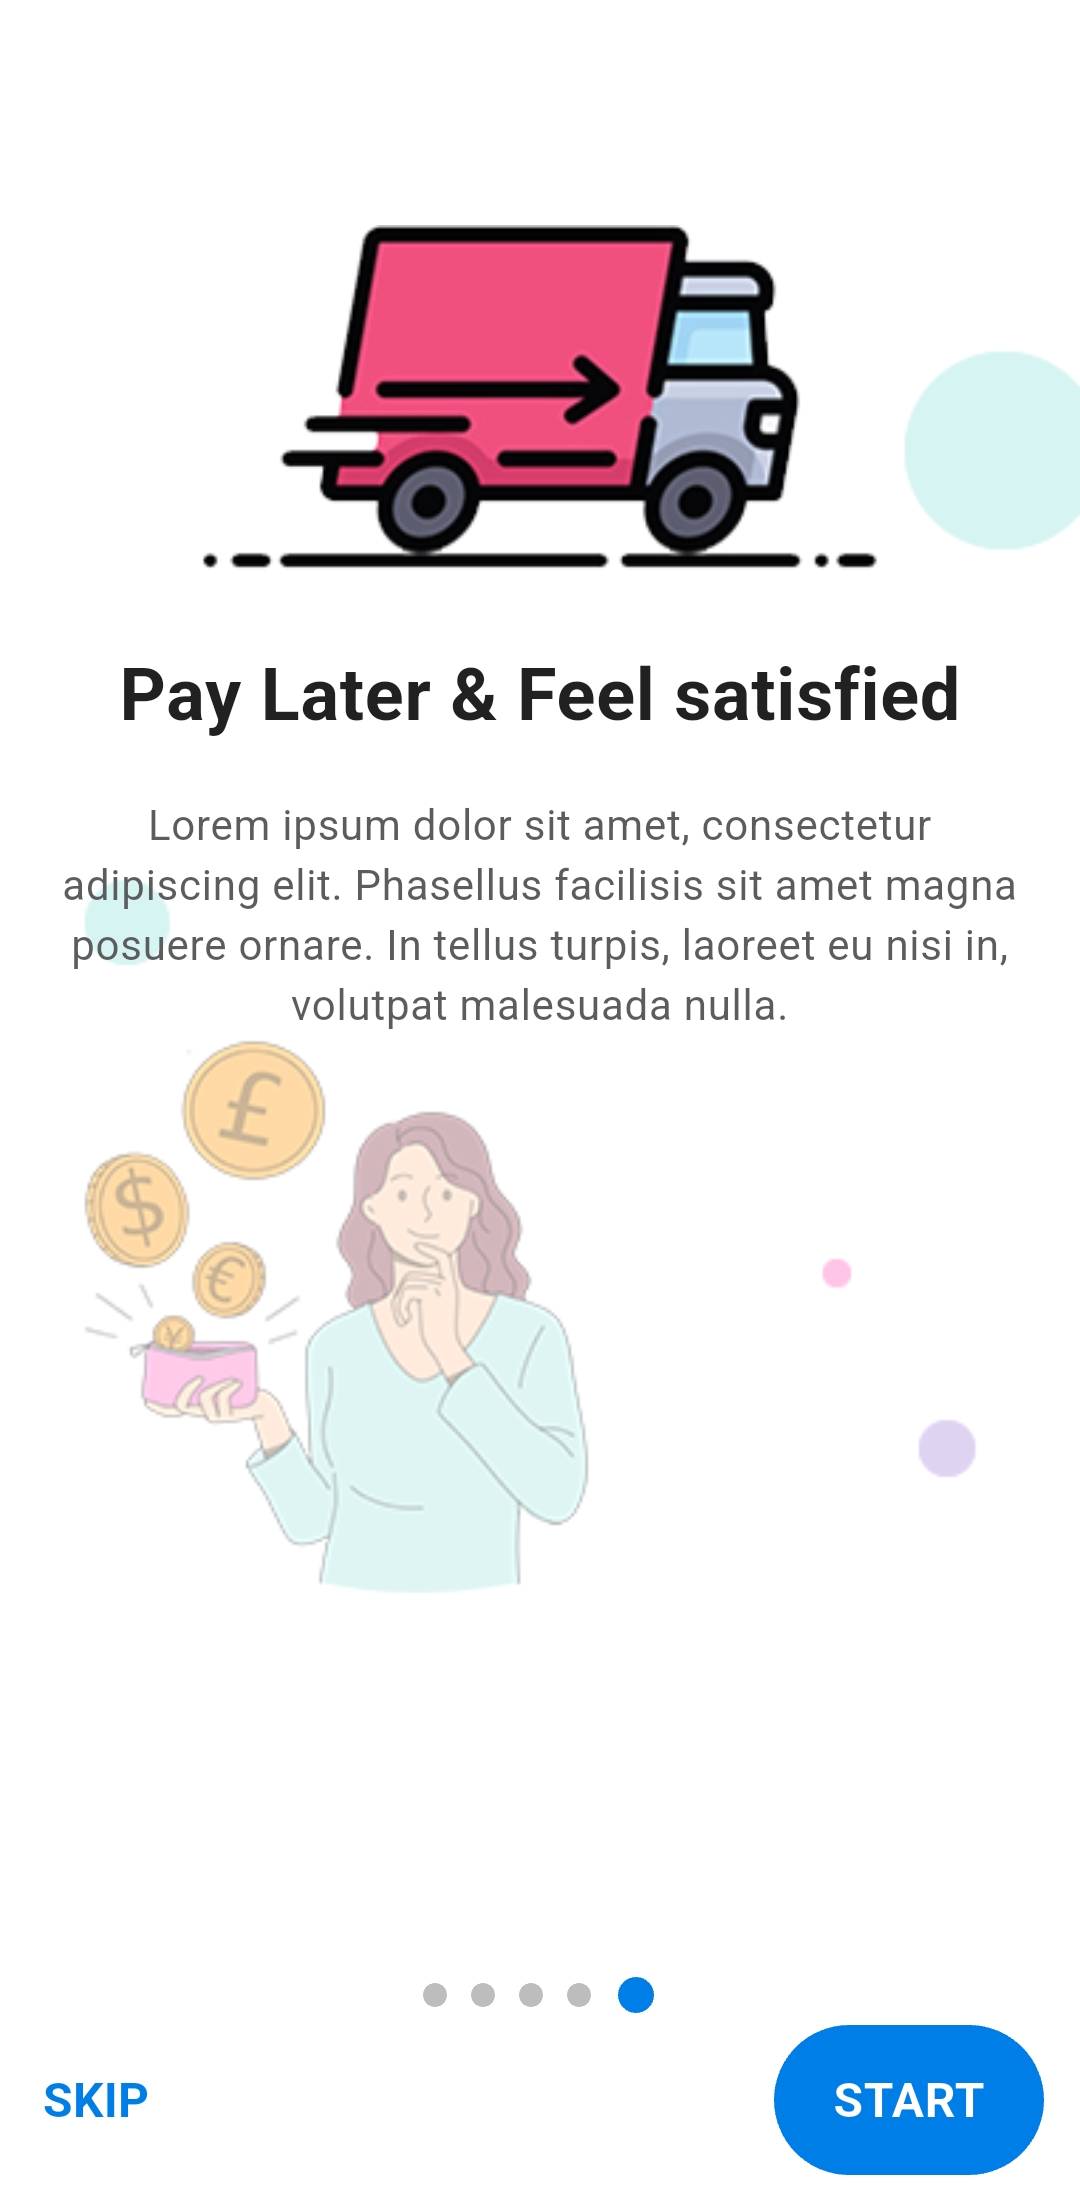 Pay Later & Feel satisfied
Lorem ipsum dolor sit amet, consectetur
adipiscing elit. Phasellus facilisis sit amet magna
posuere ornare. In tellus turpis, laoreet eu nisi in,
volutpat malesuada nulla.
£
$
€
¥
SKIP
START